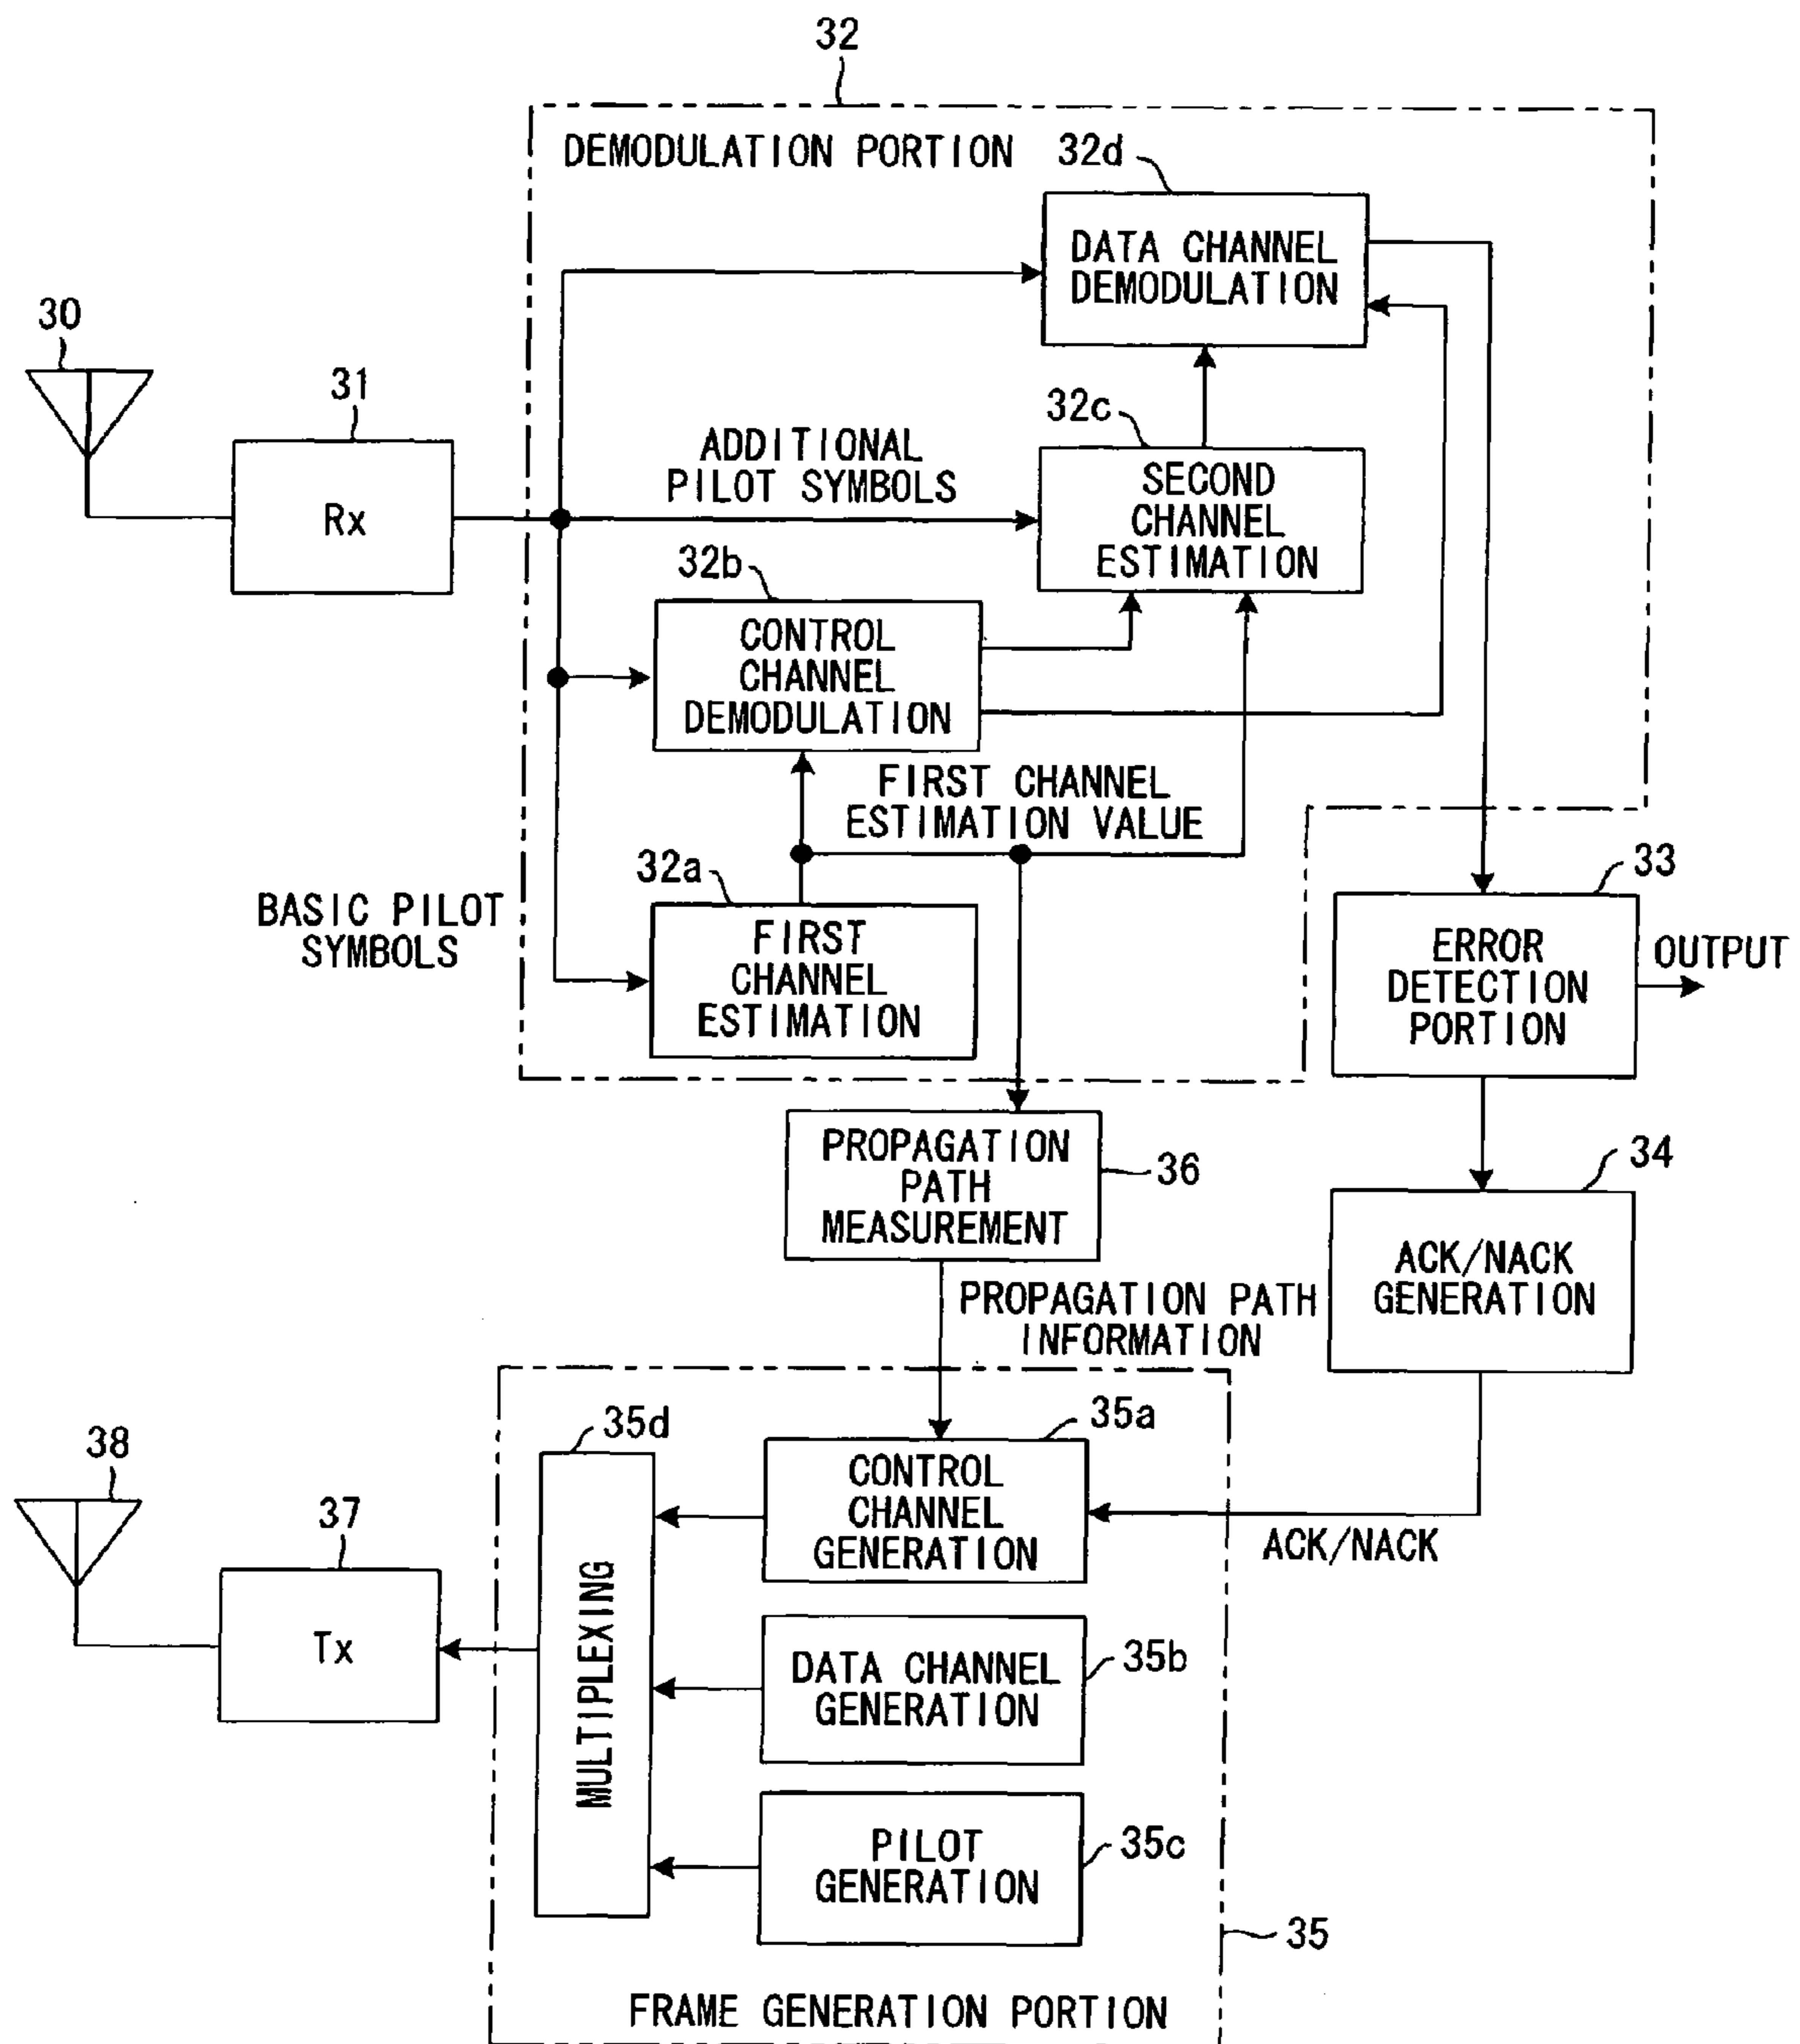 32
DEMODULATION PORTION
32d
DATA CHANNEL
DEMODULATION
30
31
Rx
32c
ADDITIONAL
PILOT SYMBOLS
SECOND
CHANNEL
ESTIMATION
32b
CONTROL
CHANNEL
DEMODULATION
FIRST CHANNEL
ESTIMATION VALUE
32a
BASIC PILOT
SYMBOLS
FIRST
CHANNEL
ESTIMATION
33
ERROR
DETECTION
PORTION
OUTPUT
PROPAGATION
PATH
MEASUREMENT
36
34
ACK/NACK
GENERATION
PROPAGATION PATH
INFORMATION
35d
35a
38
37
Tx
MULTIPLEXING
CONTROL
CHANNEL
GENERATION
ACK/NACK
DATA CHANNEL
GENERATION
35b
PILOT
GENERATION
35c
35
FRAME GENERATION PORTION